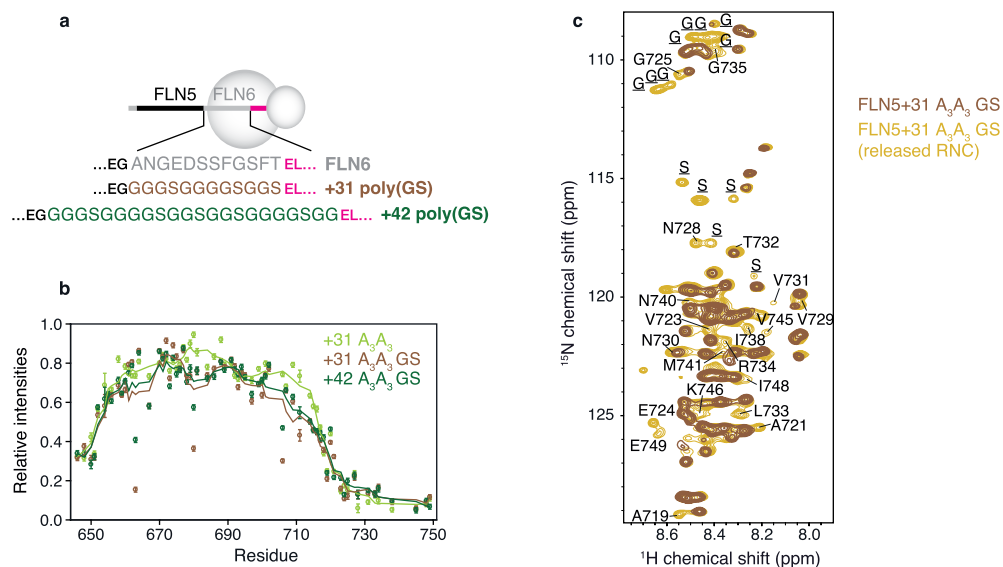 a
FLN5 FLN6
...EG ANGEDSSFGSFT EL... FLN6
...EG GGGSGGGGSGGS EL... +31 poly(GS)
...EG GGGSGGGGSGGSGGSGGGGSGG EL... +42 poly(GS)
b
1.0
0.8
0.6
0.4
0.2
0.0
Relative intensities
+31 A3A3
+31 A3A3 GS
+42 A3A3 GS
650 670 690 710 730 750
Residue
c
110
115
120
125
15N chemical shift (ppm)
G G G G
G G
G725 G735
G G G
S
S S
N728 S
T732
S
V731
N740
V723 V745 V729
N730 I738
M741 R734
K746 I748
E724 L733
A721
E749
A719
8.6 8.4 8.2 8.0
1H chemical shift (ppm)
FLN5+31 A3A3 GS
FLN5+31 A3A3 GS
(released RNC)